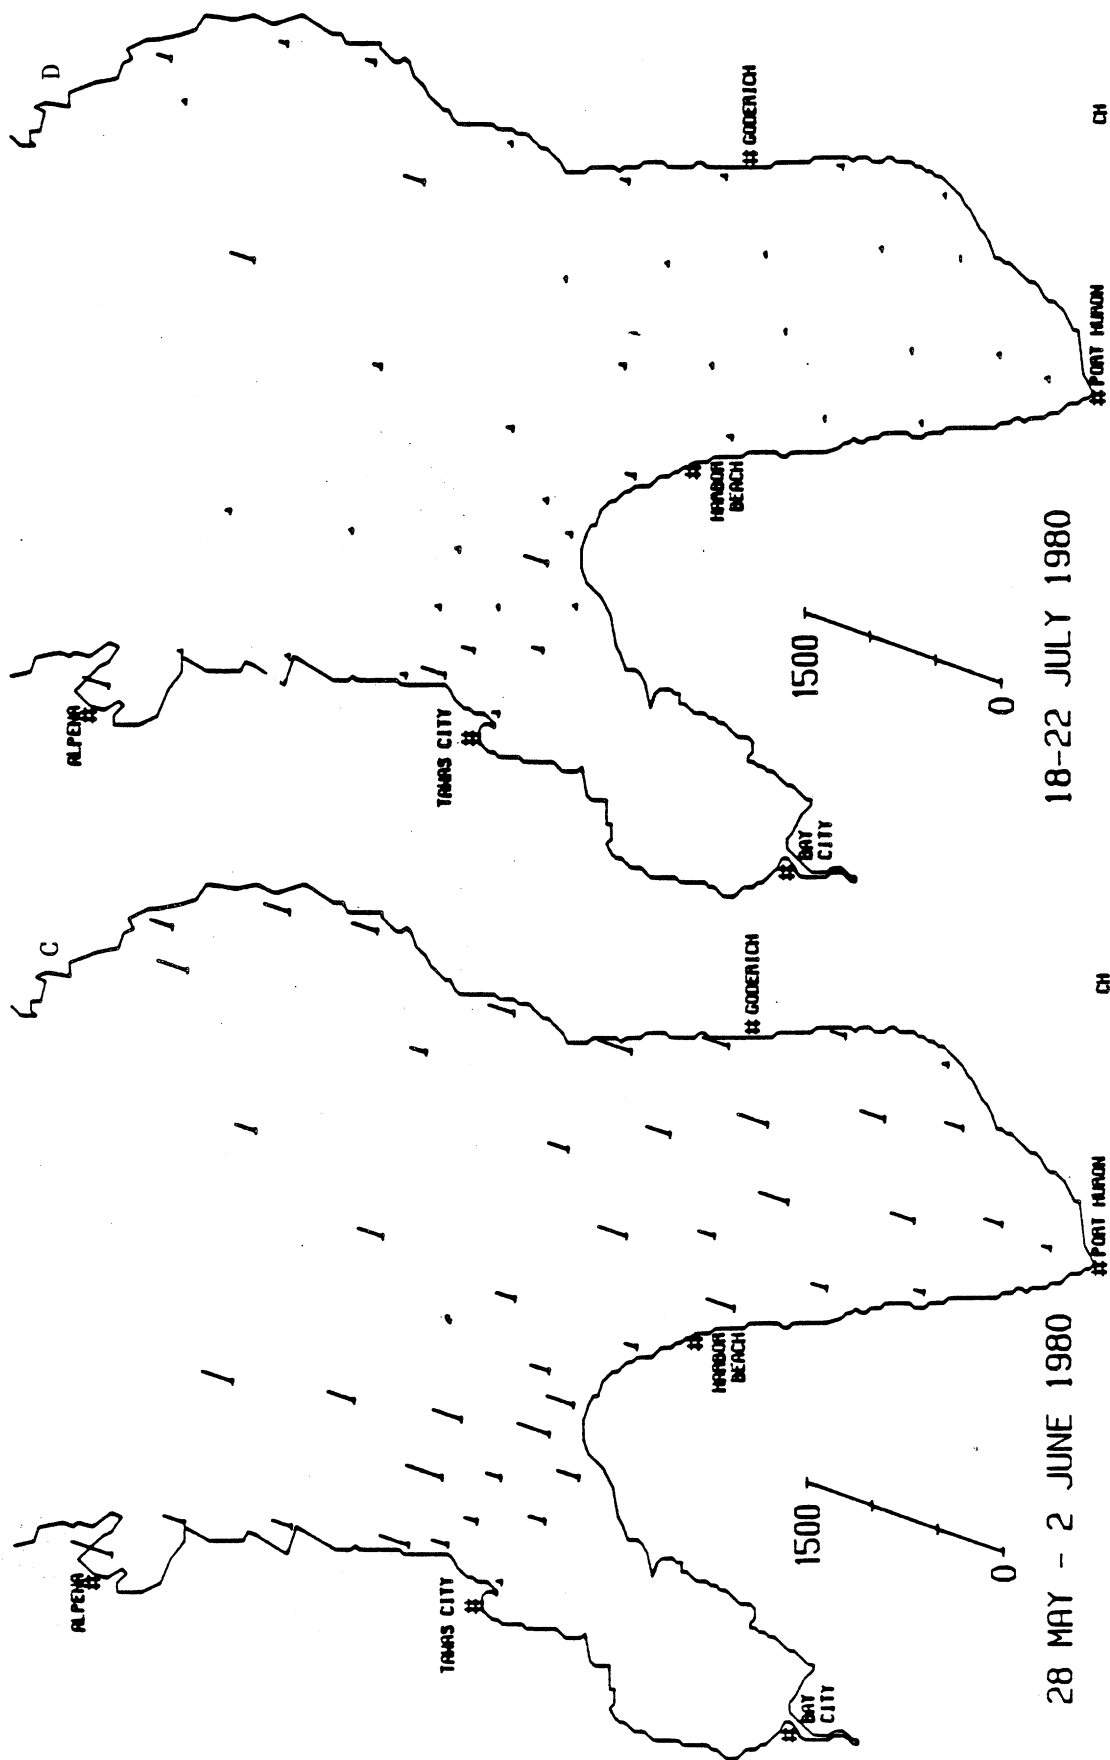 C
ALPENA
#
TAWAS CITY
#
# GODERICH
#
HARBOR
BEACH
#
BAY
CITY
1500
0
# PORT HURON
28 MAY - 2 JUNE 1980
CH
D
ALPENA
#
TAWAS CITY
#
# GODERICH
#
HARBOR
BEACH
#
BAY
CITY
1500
0
# PORT HURON
18-22 JULY 1980
CH